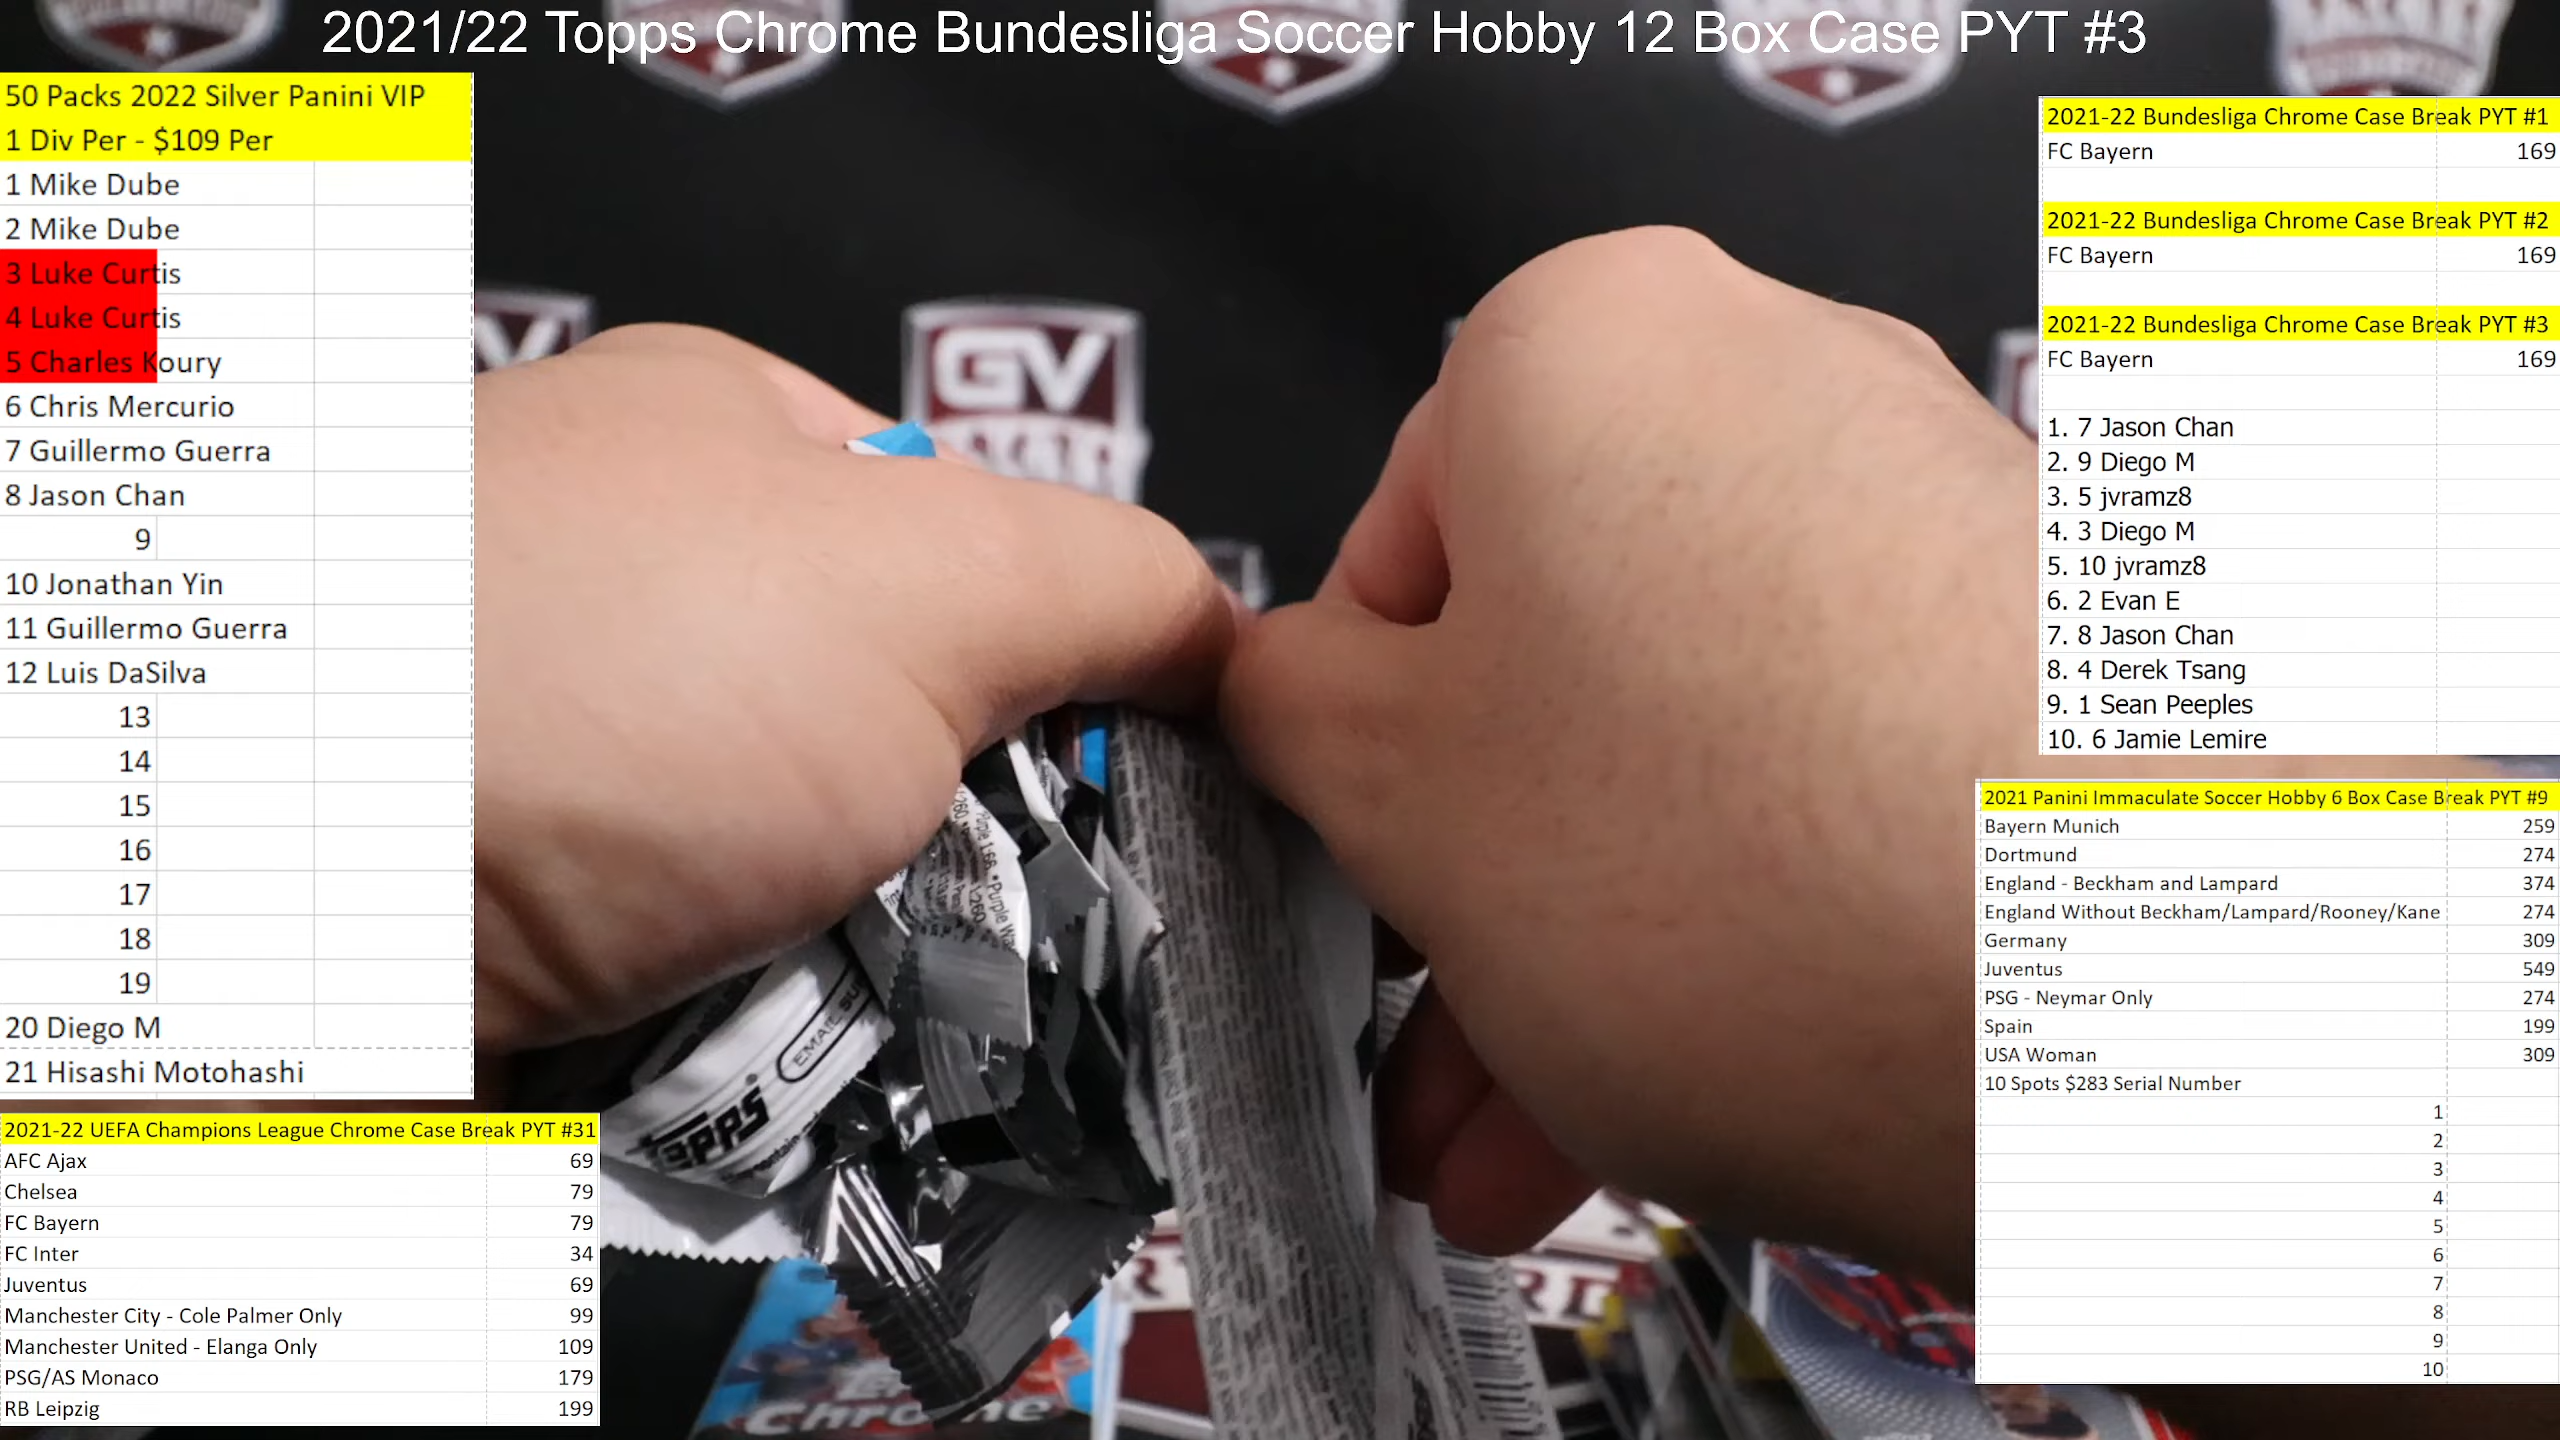 2021/22 Topps Chrome Bundesliga Soccer Hobby 12 Box Case PYT #3
50 Packs 2022 Silver Panini VIP
1 Div Per - $109 Per
1 Mike Dube
2 Mike Dube
3 Luke Curtis
4 Luke Curtis
5 Charles Koury
6 Chris Mercurio
7 Guillermo Guerra
8 Jason Chan
9
10 Jonathan Yin
11 Guillermo Guerra
12 Luis DaSilva
13
14
15
16
17
18
19
20 Diego M
21 Hisashi Motohashi
2021-22 UEFA Champions League Chrome Case Break PYT #31
AFC Ajax 69
Chelsea 79
FC Bayern 79
FC Inter 34
Juventus 69
Manchester City - Cole Palmer Only 99
Manchester United - Elanga Only 109
PSG/AS Monaco 179
RB Leipzig 199
GV
topps
Chrome
2021-22 Bundesliga Chrome Case Break PYT #1
FC Bayern 169
2021-22 Bundesliga Chrome Case Break PYT #2
FC Bayern 169
2021-22 Bundesliga Chrome Case Break PYT #3
FC Bayern 169
1. 7 Jason Chan
2. 9 Diego M
3. 5 jvramz8
4. 3 Diego M
5. 10 jvramz8
6. 2 Evan E
7. 8 Jason Chan
8. 4 Derek Tsang
9. 1 Sean Peeples
10. 6 Jamie Lemire
2021 Panini Immaculate Soccer Hobby 6 Box Case Break PYT #9
Bayern Munich 259
Dortmund 274
England - Beckham and Lampard 374
England Without Beckham/Lampard/Rooney/Kane 274
Germany 309
Juventus 549
PSG - Neymar Only 274
Spain 199
USA Woman 309
10 Spots $283 Serial Number
1
2
3
4
5
6
7
8
9
10